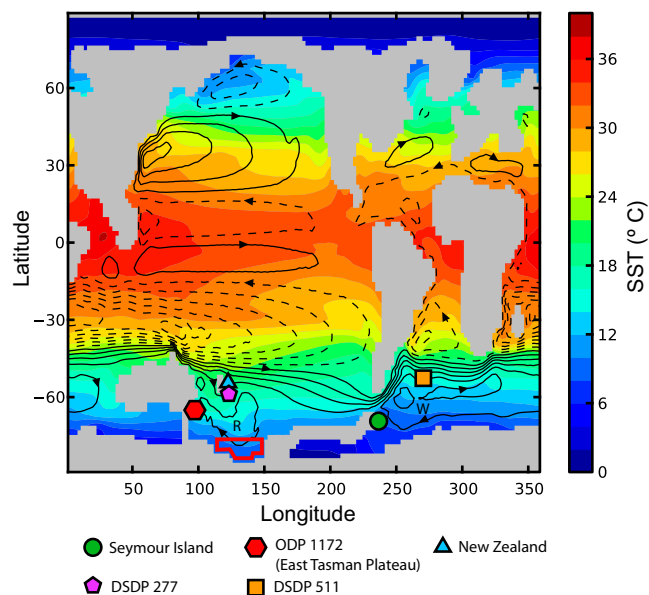 60
30
0
−30
−60
Latitude
50
100
150
200
250
300
350
Longitude
R
W
36
30
24
18
12
6
0
SST (º C)
Seymour Island
ODP 1172
(East Tasman Plateau)
New Zealand
DSDP 277
DSDP 511